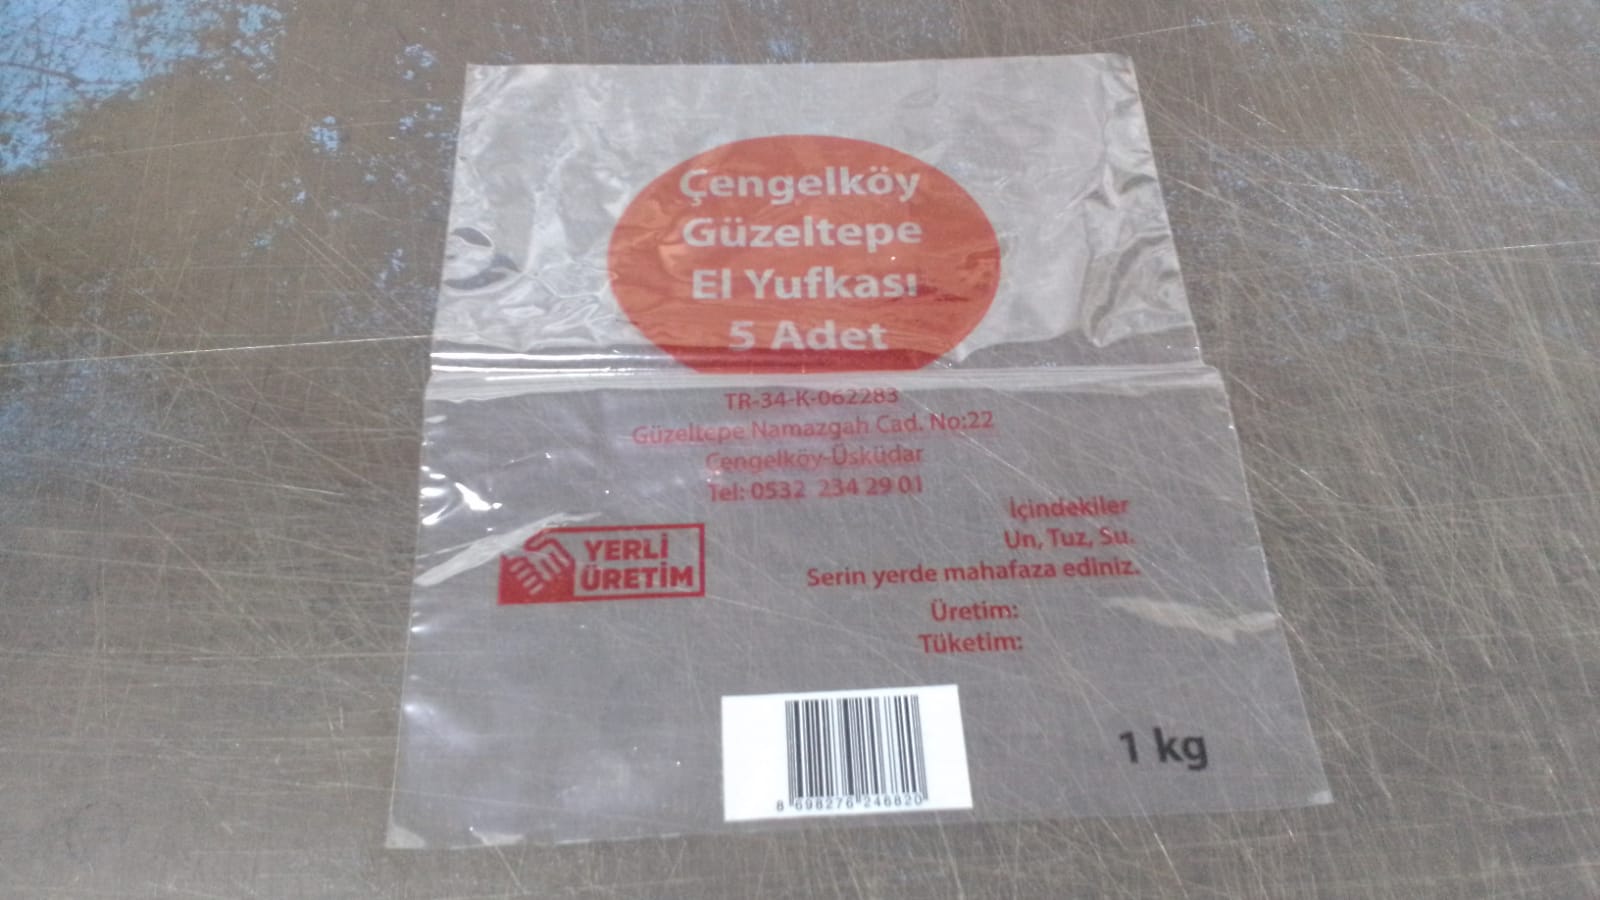 Çengelköy
Güzeltepe
El Yufkası
5 Adet
TR-34-K-062283
Güzeltepe Namazgah Cad. No:22
Çengelköy-Üsküdar
Tel: 0532 234 29 01
İçindekiler
Un, Tuz, Su.
Serin yerde mahafaza ediniz.
YERLİ
ÜRETİM
Üretim:
Tüketim:
1 kg
8 698276 246820